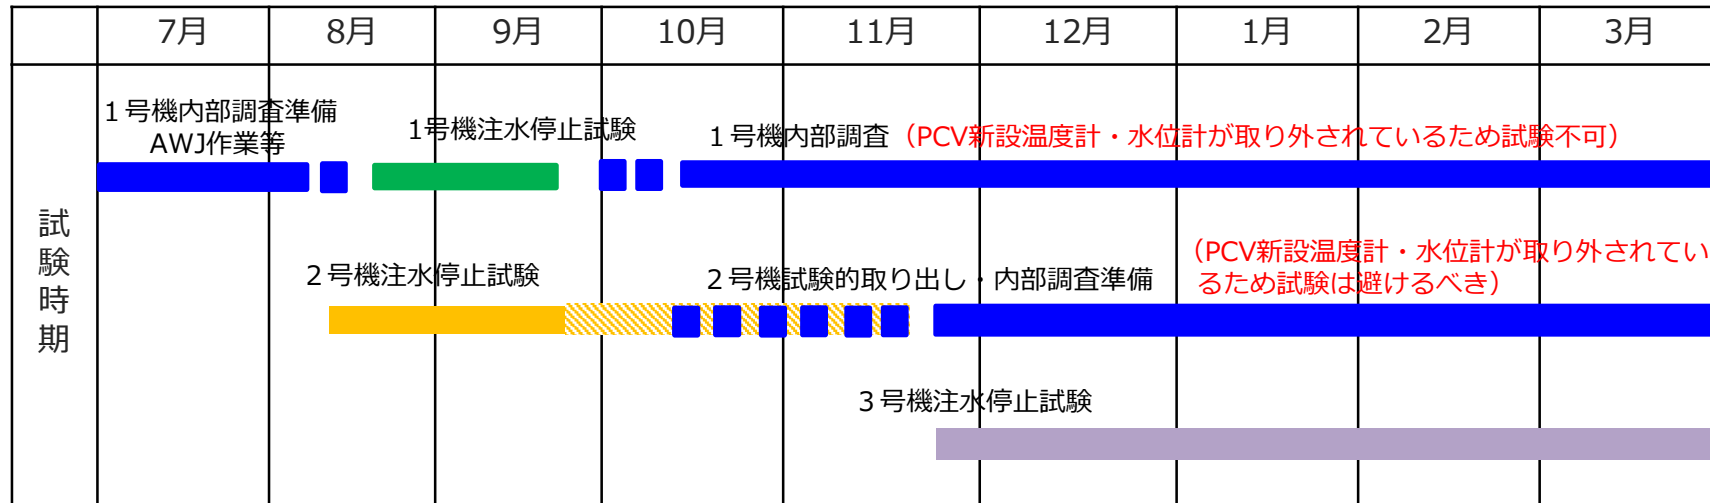 7月 8月 9月 10月 11月 12月 1月 2月 3月
試験時期
１号機内部調査準備
AWJ作業等
1号機注水停止試験
１号機内部調査（PCV新設温度計・水位計が取り外されているため試験不可）
２号機注水停止試験
２号機試験的取り出し・内部調査準備
（PCV新設温度計・水位計が取り外されてい
るため試験は避けるべき）
３号機注水停止試験